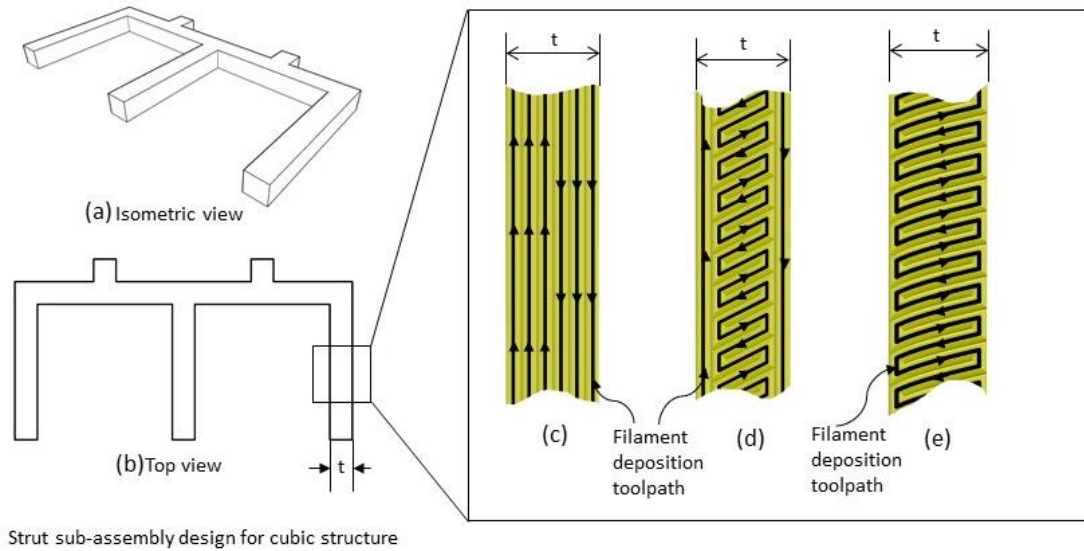 (a) Isometric view
(b) Top view
t
Strut sub-assembly design for cubic structure
t
t
t
(c)
Filament
deposition
toolpath
(d)
Filament
deposition
toolpath
(e)